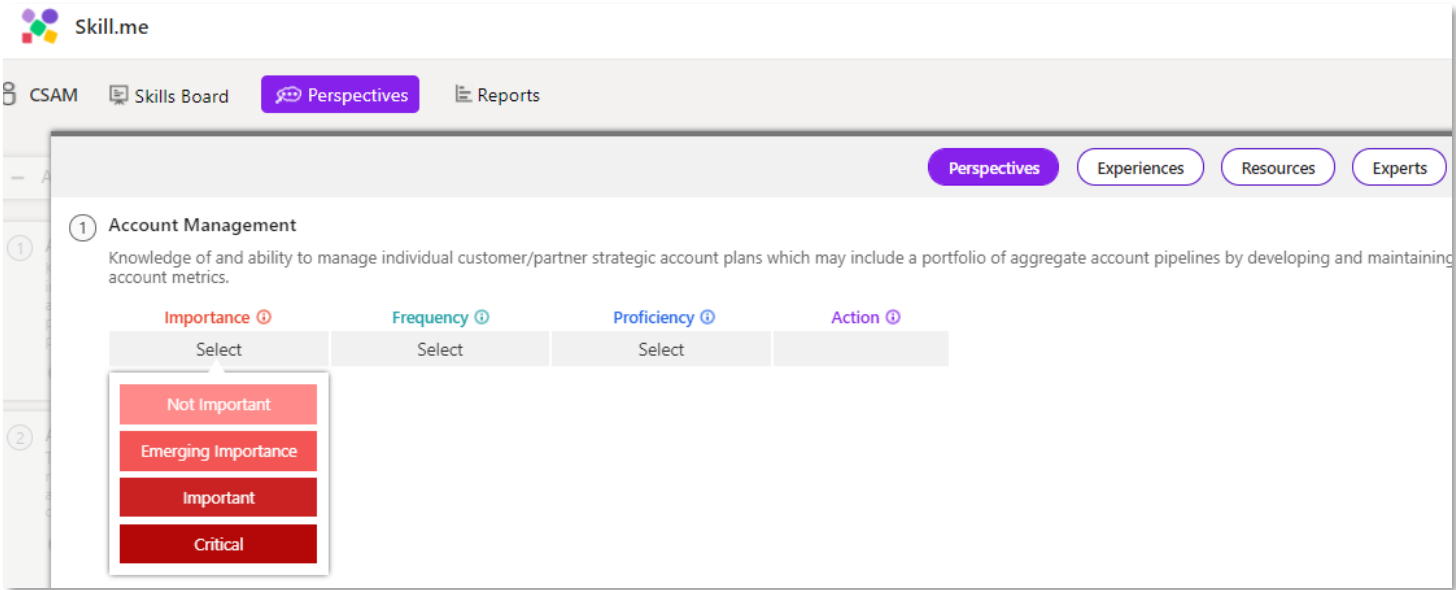 Skill.me
CSAM Skills Board Perspectives Reports
Perspectives Experiences Resources Experts
1 Account Management
Knowledge of and ability to manage individual customer/partner strategic account plans which may include a portfolio of aggregate account pipelines by developing and maintaining
account metrics.
Importance Frequency Proficiency Action
Select Select Select
Not Important
Emerging Importance
Important
Critical
1
2